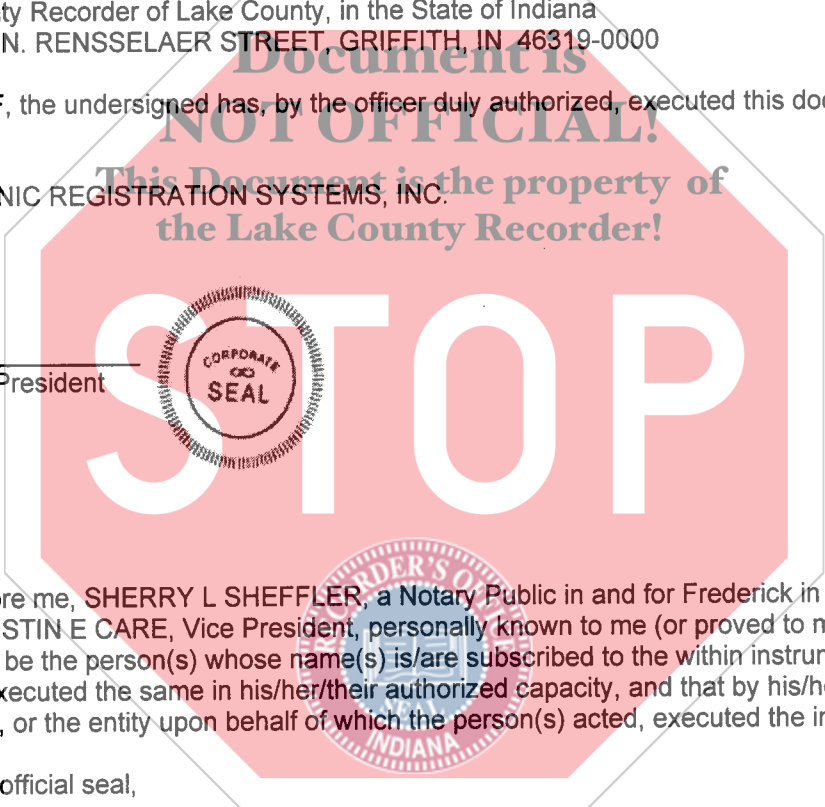 ty Recorder of Lake County, in the State of Indiana
N. RENSSELAER STREET, GRIFFITH, IN 46319-0000
Document is
, the undersigned has, by the officer duly authorized, executed this do
NOT OFFICIAL!
This Document is the property of
NIC REGISTRATION SYSTEMS, INC.
the Lake County Recorder!
STOP
CORPORATE
SEAL
President
RECORDER'S OFFICE
re me, SHERRY L SHEFFLER, a Notary Public in and for Frederick in
STIN E CARE, Vice President, personally known to me (or proved to m
be the person(s) whose name(s) is/are subscribed to the within instrur
xecuted the same in his/her/their authorized capacity, and that by his/h
SEAL
, or the entity upon behalf of which the person(s) acted, executed the in
INDIANA
official seal,